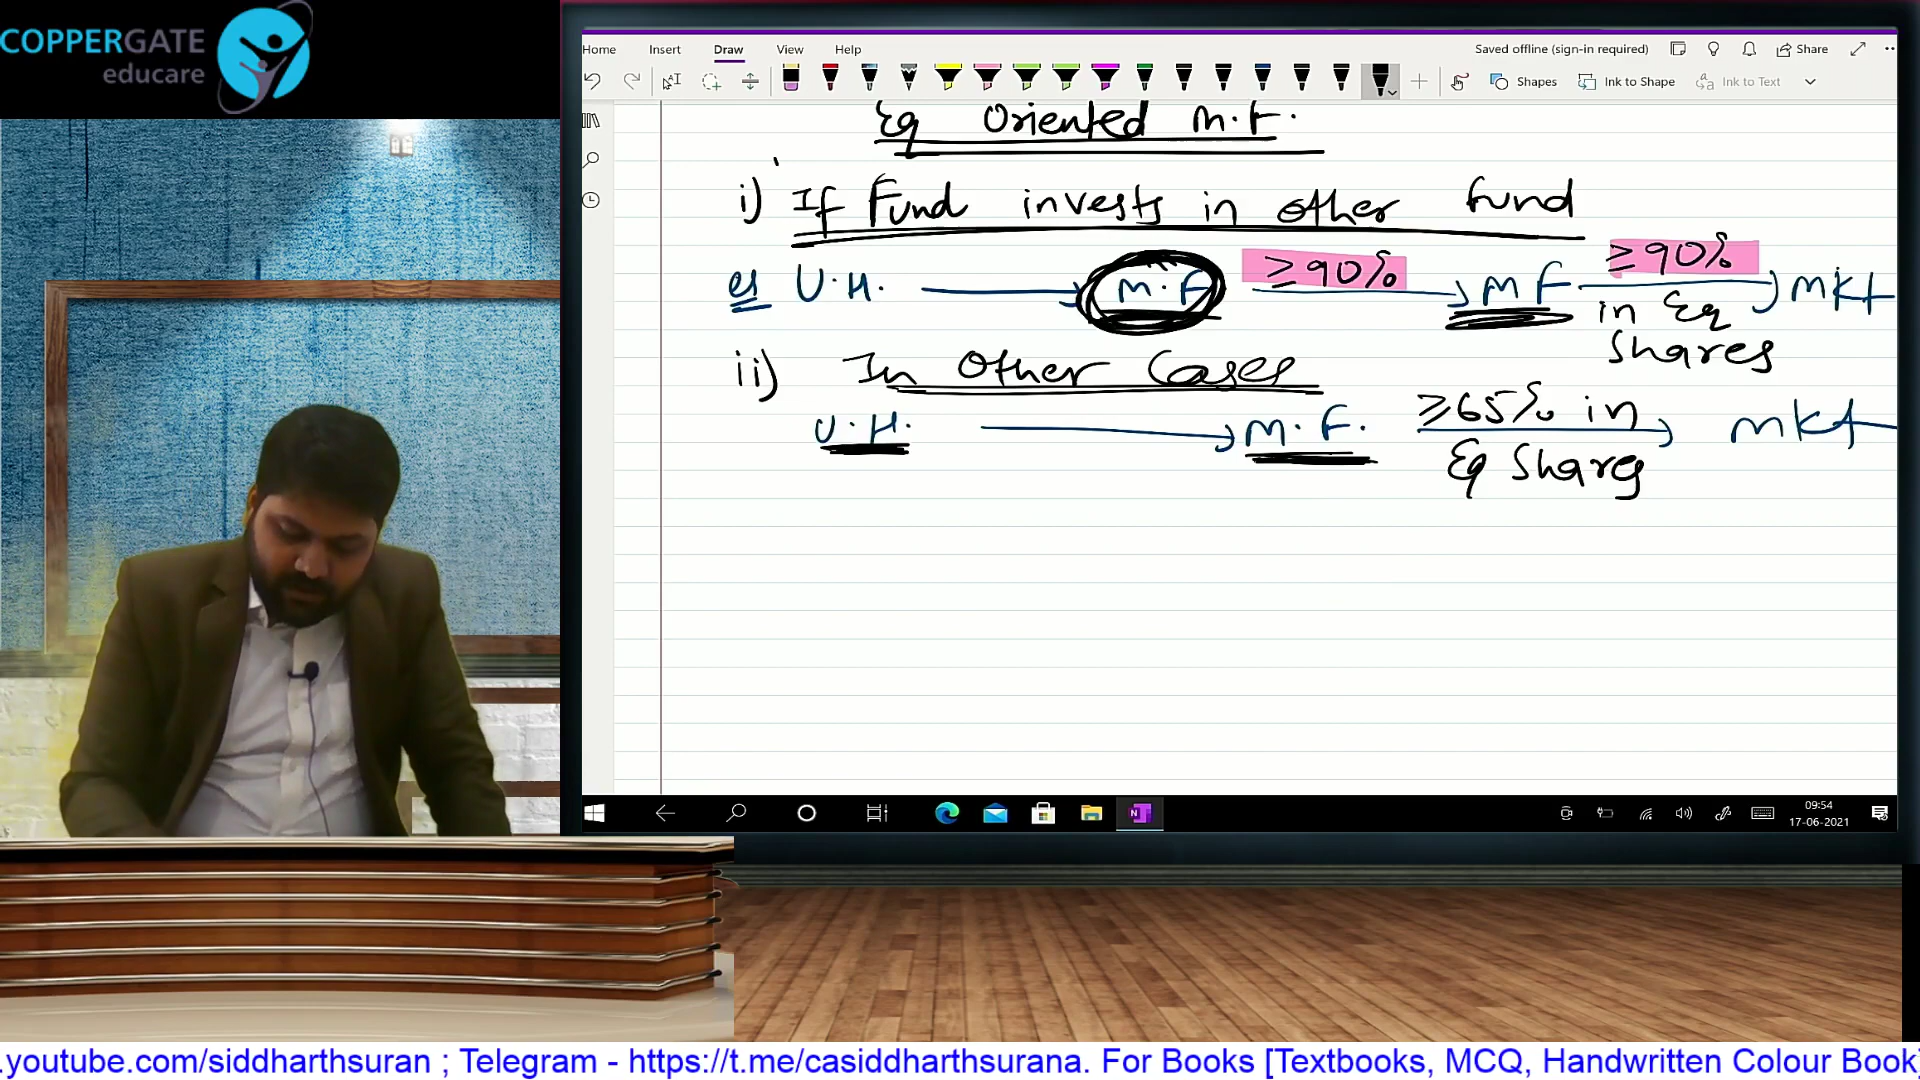 COPPERGATE
educare
Home Insert Draw View Help
Saved offline (sign-in required) Share
Shapes Ink to Shape Ink to Text
Eq Oriented M.F.
i) If Fund invests in other fund
eg U.H. M.F ≥90% MF ≥90% in Eq Shares mkt
ii) In Other Cases
U.H. M.F. ≥65% in Eq Shares mkt
09:54
17-06-2021
.youtube.com/siddharthsuran ; Telegram - https://t.me/casiddharthsurana. For Books [Textbooks, MCQ, Handwritten Colour Book]